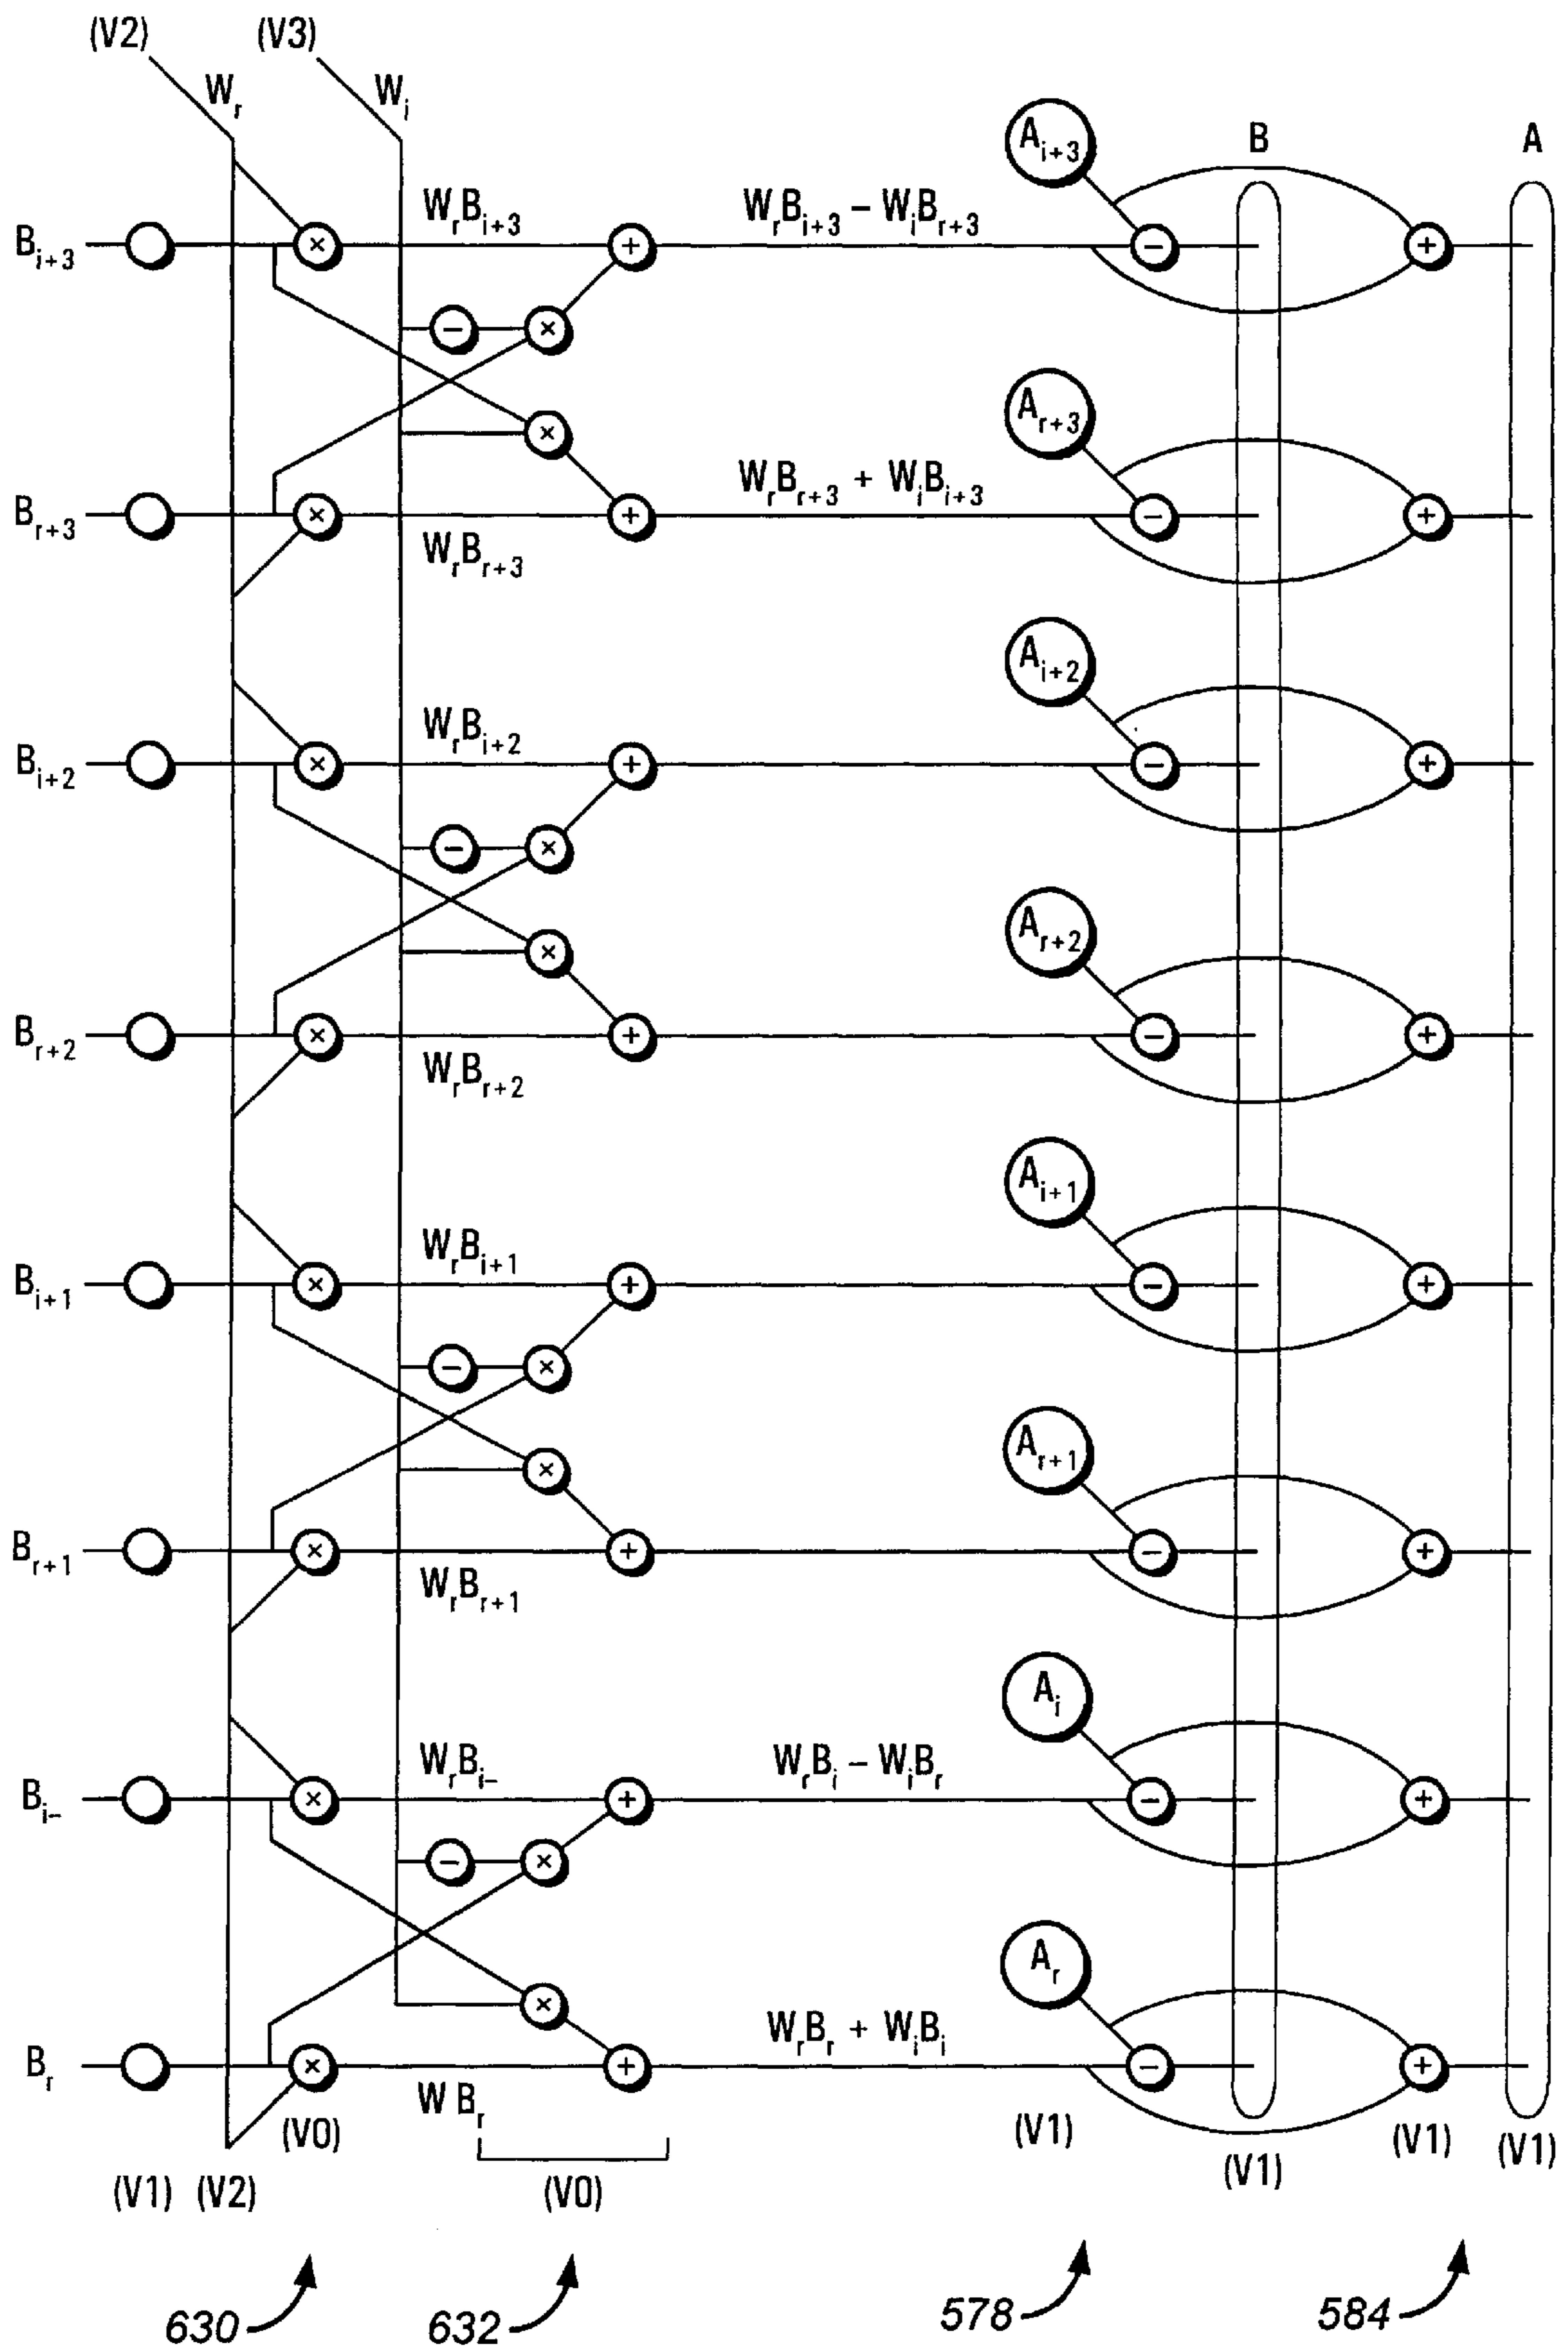 (V2) (V3)
W_r W_i
A_{i+3} B A
W_rB_{i+3} W_rB_{i+3} − W_iB_{r+3}
B_{i+3} × + − +
− ×
A_{r+3}
×
W_rB_{r+3} + W_iB_{i+3}
B_{r+3} × + − +
W_rB_{r+3}
A_{i+2}
W_rB_{i+2}
B_{i+2} × + − +
− ×
A_{r+2}
×
B_{r+2} × + − +
W_rB_{r+2}
A_{i+1}
W_rB_{i+1}
B_{i+1} × + − +
− ×
A_{r+1}
×
B_{r+1} × + − +
W_rB_{r+1}
A_i
W_rB_{i-} W_rB_i − W_iB_r
B_{i-} × + − +
− ×
A_r
×
W_rB_r + W_iB_i
B_r × + − +
W B_r
(V0) (V1) (V1) (V1)
(V1) (V2) (V0) (V1)
630 632 578 584